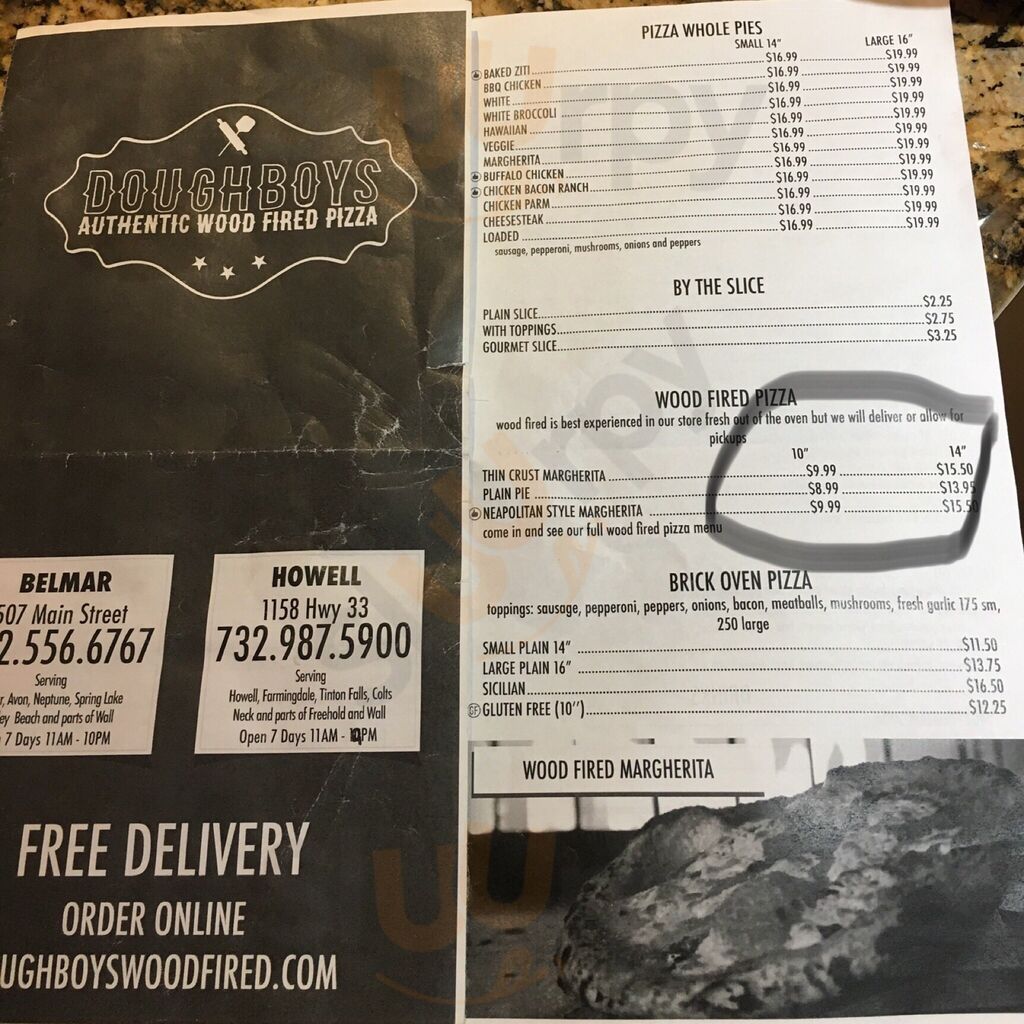 DOUGHBOYS
AUTHENTIC WOOD FIRED PIZZA
BELMAR
507 Main Street
2.556.6767
Serving
Avon, Neptune, Spring Lake
Beach and parts of Wall
7 Days 11AM - 10PM
HOWELL
1158 Hwy 33
732.987.5900
Serving
Howell, Farmingdale, Tinton Falls, Colts
Neck and parts of Freehold and Wall
Open 7 Days 11AM - PM
FREE DELIVERY
ORDER ONLINE
UGHBOYSWOODFIRED.COM
PIZZA WHOLE PIES
SMALL 14" LARGE 16"
BAKED ZITI $16.99 $19.99
BBQ CHICKEN $16.99 $19.99
WHITE $16.99 $19.99
WHITE BROCCOLI $16.99 $19.99
HAWAIIAN $16.99 $19.99
VEGGIE $16.99 $19.99
MARGHERITA $16.99 $19.99
BUFFALO CHICKEN $16.99 $19.99
CHICKEN BACON RANCH $16.99 $19.99
CHICKEN PARM $16.99 $19.99
CHEESESTEAK $16.99 $19.99
LOADED $16.99 $19.99
sausage, pepperoni, mushrooms, onions and peppers
BY THE SLICE
PLAIN SLICE $2.25
WITH TOPPINGS $2.75
GOURMET SLICE $3.25
WOOD FIRED PIZZA
wood fired is best experienced in our store fresh out of the oven but we will deliver or allow for
pickups
10" 14"
THIN CRUST MARGHERITA $9.99 $15.50
PLAIN PIE $8.99 $13.95
NEAPOLITAN STYLE MARGHERITA $9.99 $15.50
come in and see our full wood fired pizza menu
BRICK OVEN PIZZA
toppings: sausage, pepperoni, peppers, onions, bacon, meatballs, mushrooms, fresh garlic 175 sm,
250 large
SMALL PLAIN 14" $11.50
LARGE PLAIN 16" $13.75
SICILIAN $16.50
GF GLUTEN FREE (10") $12.25
WOOD FIRED MARGHERITA